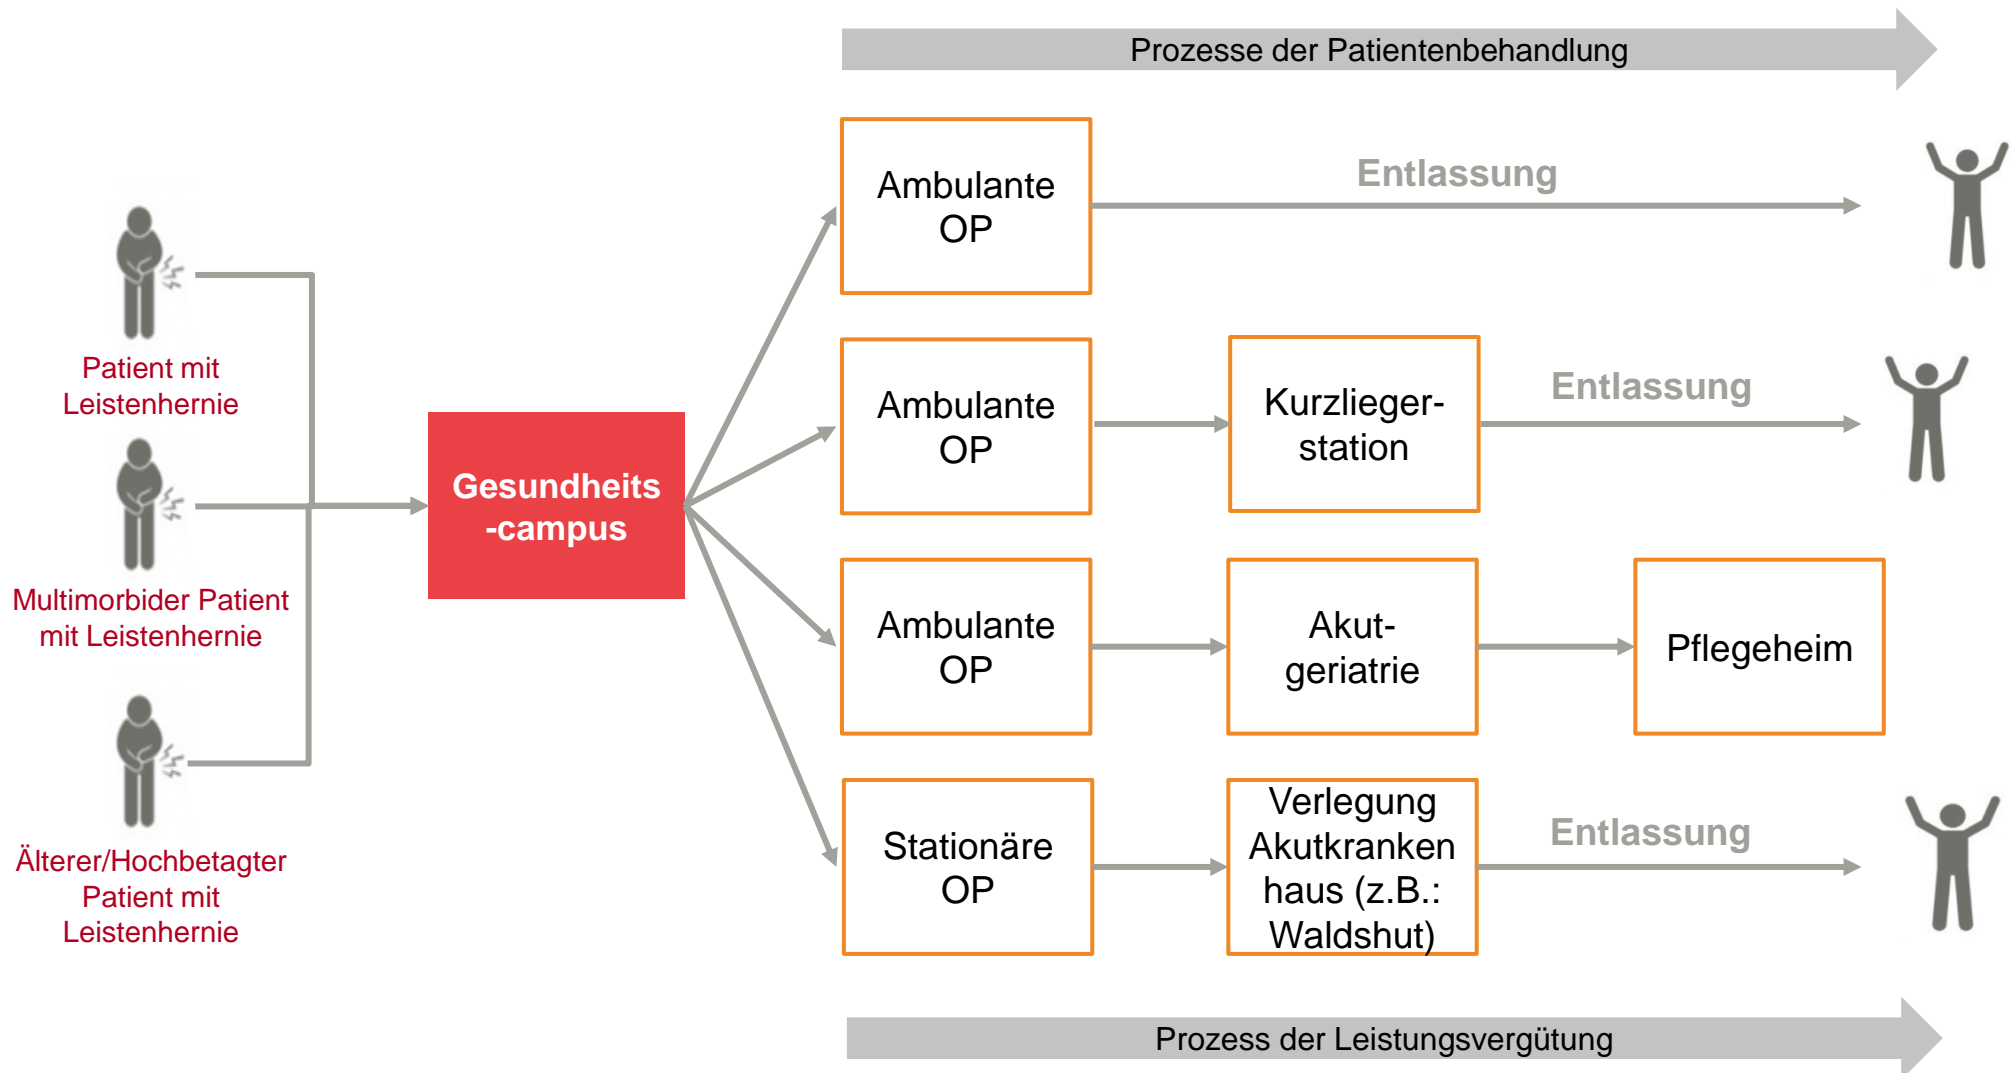 Prozesse der Patientenbehandlung
Patient mit
Leistenhernie
Multimorbider Patient
mit Leistenhernie
Älterer/Hochbetagter
Patient mit
Leistenhernie
Gesundheits
-campus
Ambulante
OP
Entlassung
Ambulante
OP
Kurzlieger-
station
Entlassung
Ambulante
OP
Akut-
geriatrie
Pflegeheim
Stationäre
OP
Verlegung
Akutkranken
haus (z.B.:
Waldshut)
Entlassung
Prozess der Leistungsvergütung